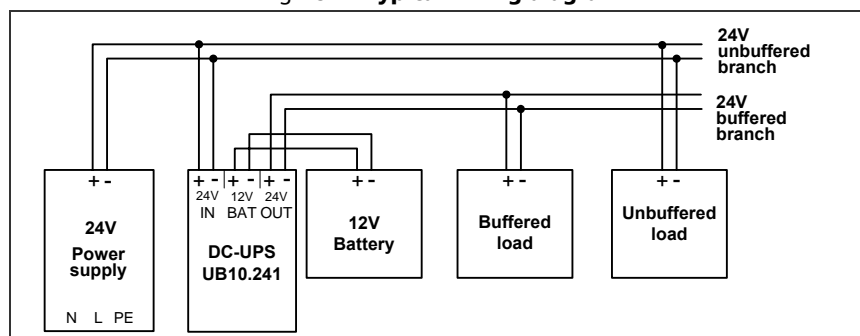 24V
unbuffered
branch
24V
buffered
branch
+ -
24V
Power
supply
N L PE
+ - + - + -
24V 12V 24V
IN BAT OUT
DC-UPS
UB10.241
+ -
12V
Battery
+ -
Buffered
load
+ -
Unbuffered
load